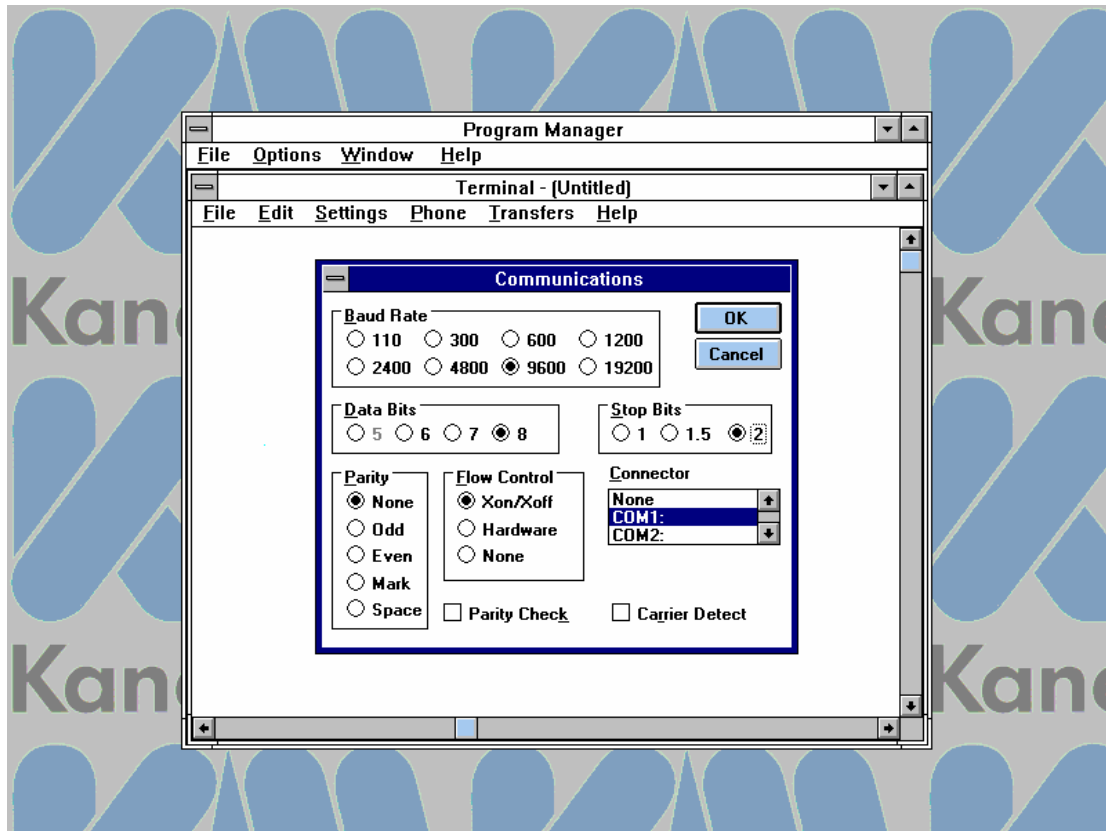 Program Manager
File Options Window Help
Terminal - (Untitled)
File Edit Settings Phone Transfers Help
Communications
Baud Rate
110 300 600 1200
2400 4800 9600 19200
OK
Cancel
Data Bits
5 6 7 8
Stop Bits
1 1.5 2
Parity
None
Odd
Even
Mark
Space
Flow Control
Xon/Xoff
Hardware
None
Connector
None
COM1:
COM2:
Parity Check
Carrier Detect
Kan
Kan
Kan
Kan